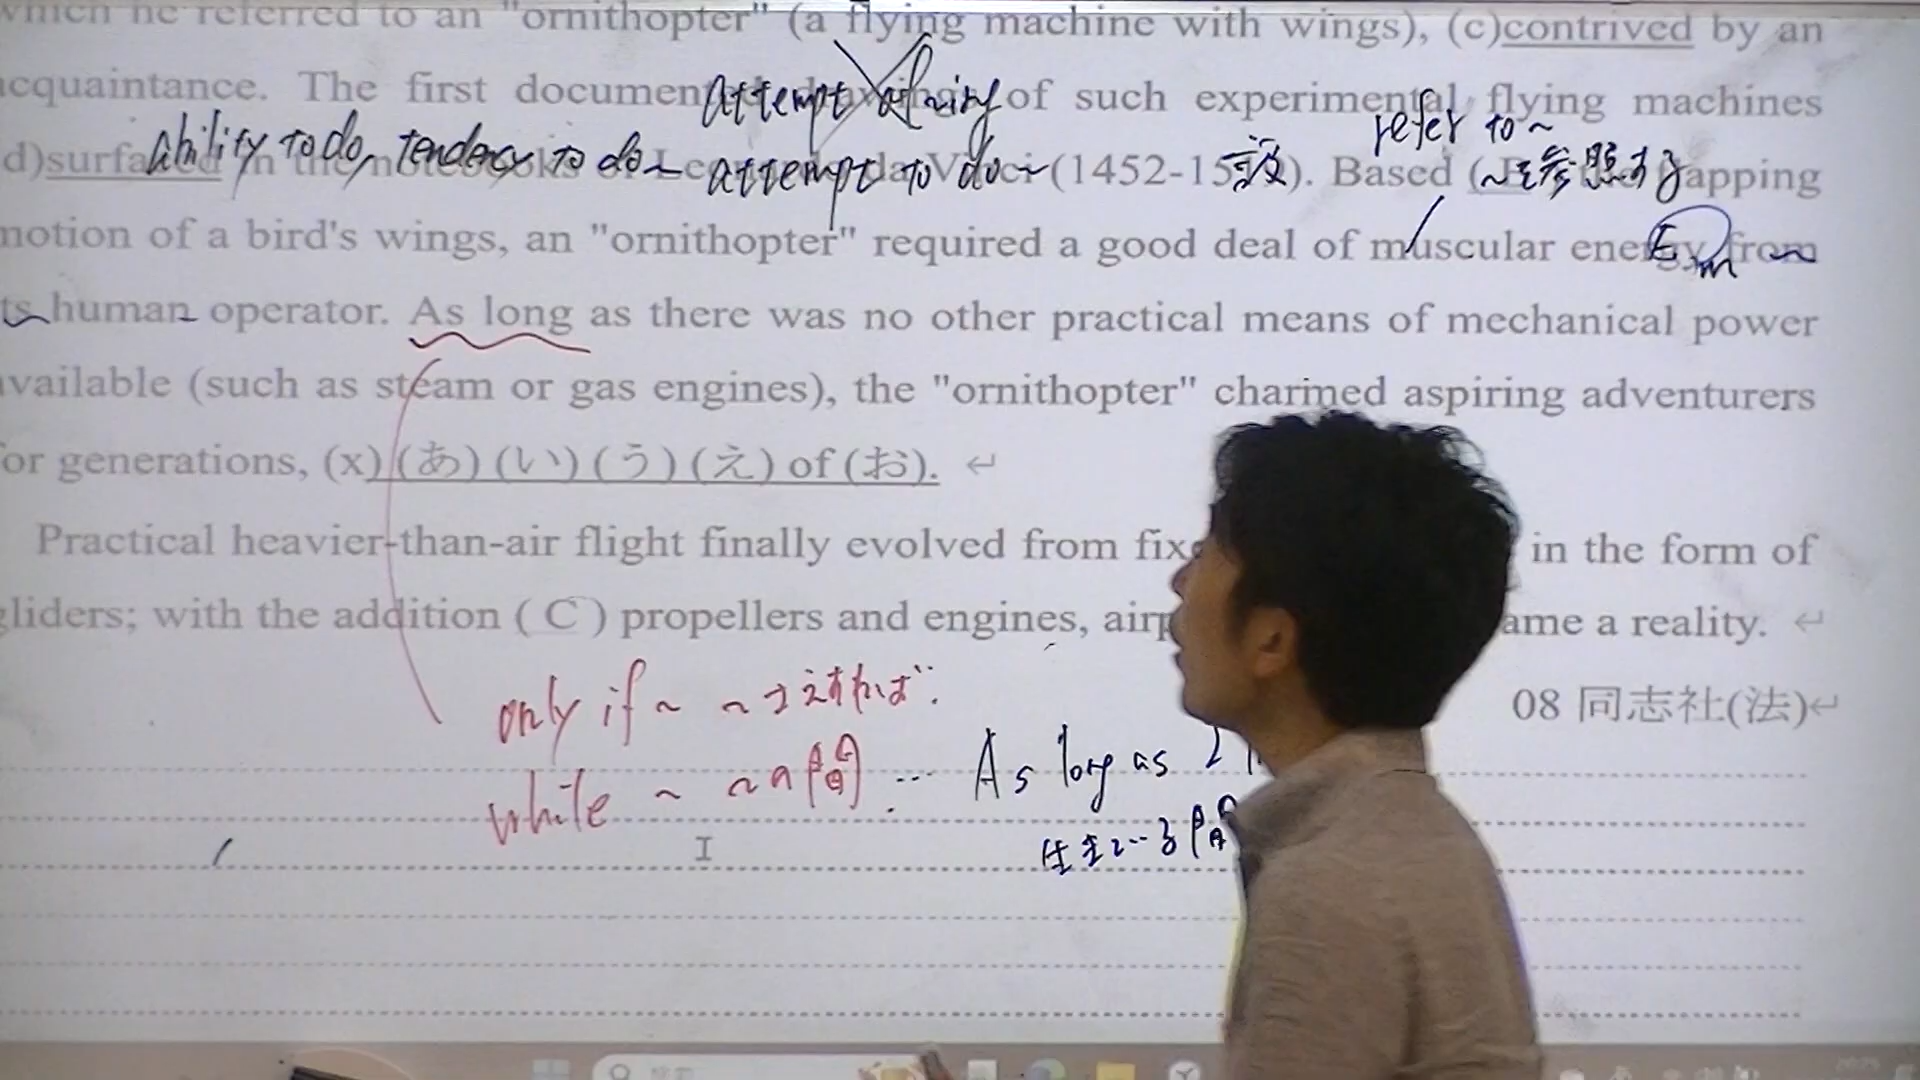 which he referred to an "ornithopter" (a flying machine with wings), (c)contrived by an
acquaintance. The first of such experimental flying machines
attempt
d)surfaced in the notebooks (1452-15 ). Based apping
ability to do, tendency to do~ attempt to do~ refer to~
~を参照する
motion of a bird's wings, an "ornithopter" required a good deal of muscular energy from
its human operator. As long as there was no other practical means of mechanical power
available (such as steam or gas engines), the "ornithopter" charmed aspiring adventurers
for generations, (x)(あ)(い)(う)(え) of (お). ↵
Practical heavier-than-air flight finally evolved from fix in the form of
gliders; with the addition ( C ) propellers and engines, airp ame a reality. ↵
only if ~ ~さえすれば.
08 同志社(法)↵
while ~ ~の間 … As long as I
生きている間